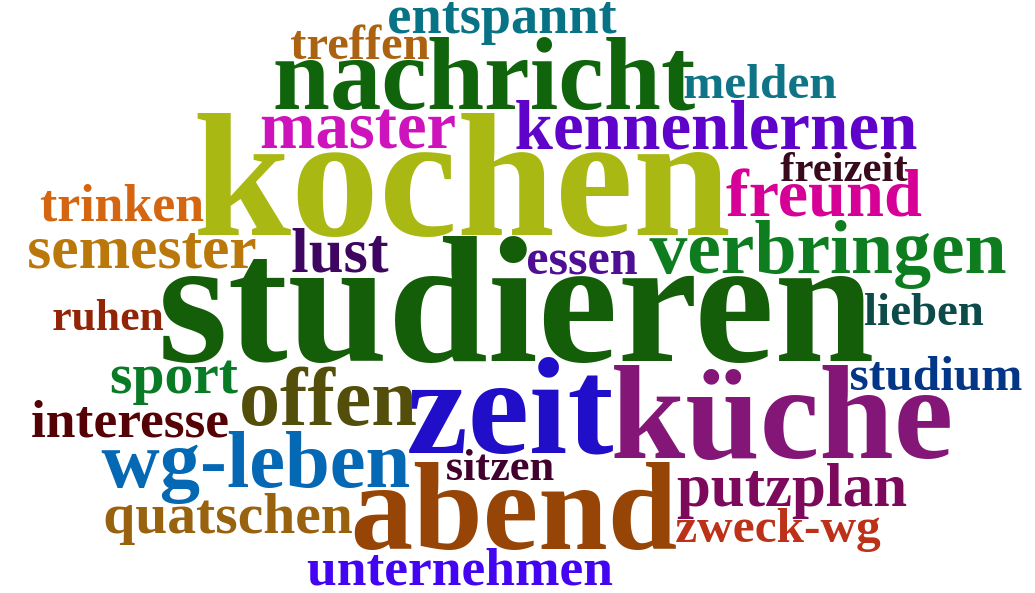 entspannt
treffen
nachricht
melden
master
kennenlernen
kochen
freizeit
freund
trinken
semester
lust
essen
verbringen
studieren
lieben
ruhen
sport
offen
zeit
küche
studium
interesse
wg-leben
sitzen
abend
putzplan
quatschen
zweck-wg
unternehmen